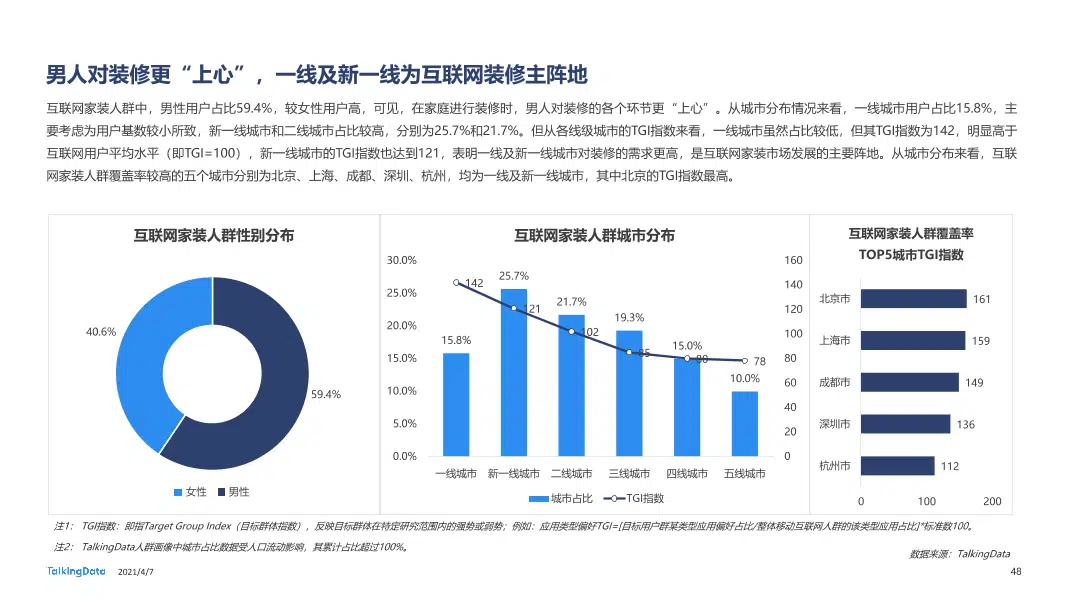 男人对装修更“上心”，一线及新一线为互联网装修主阵地
互联网家装人群中，男性用户占比59.4%，较女性用户高，可见，在家庭进行装修时，男人对装修的各个环节更“上心”。从城市分布情况来看，一线城市用户占比15.8%，主
要考虑为用户基数较小所致，新一线城市和二线城市占比较高，分别为25.7%和21.7%。但从各线级城市的TGI指数来看，一线城市虽然占比较低，但其TGI指数为142，明显高于
互联网用户平均水平（即TGI=100），新一线城市的TGI指数也达到121，表明一线及新一线城市对装修的需求更高，是互联网家装市场发展的主要阵地。从城市分布来看，互联
网家装人群覆盖率较高的五个城市分别为北京、上海、成都、深圳、杭州，均为一线及新一线城市，其中北京的TGI指数最高。
互联网家装人群性别分布
40.6%
59.4%
女性 男性
互联网家装人群城市分布
30.0%
25.0%
20.0%
15.0%
10.0%
5.0%
0.0%
160
140
120
100
80
60
40
20
0
15.8%
25.7%
21.7%
19.3%
15.0%
10.0%
142
121
102
85
80
78
一线城市 新一线城市 二线城市 三线城市 四线城市 五线城市
城市占比 TGI指数
互联网家装人群覆盖率
TOP5城市TGI指数
北京市 161
上海市 159
成都市 149
深圳市 136
杭州市 112
0 100 200
注1： TGI指数：即指Target Group Index（目标群体指数），反映目标群体在特定研究范围内的强势或弱势；例如：应用类型偏好TGI=[目标用户群某类型应用偏好占比/整体移动互联网人群的该类型应用占比]*标准数100。
注2： TalkingData人群画像中城市占比数据受人口流动影响，其累计占比超过100%。
数据来源：TalkingData
TalkingData 2021/4/7
48